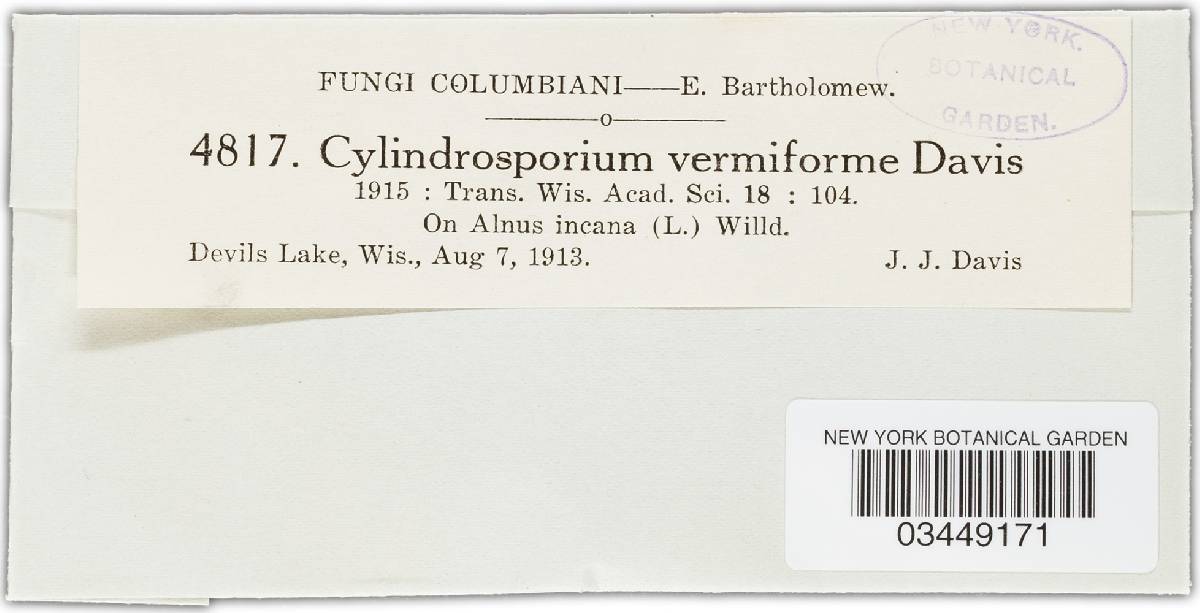 NEW YORK.
BOTANICAL
GARDEN.
FUNGI COLUMBIANI——E. Bartholomew.
———o———
4817. Cylindrosporium vermiforme Davis
1915 : Trans. Wis. Acad. Sci. 18 : 104.
On Alnus incana (L.) Willd.
Devils Lake, Wis., Aug 7, 1913. J. J. Davis
NEW YORK BOTANICAL GARDEN
03449171